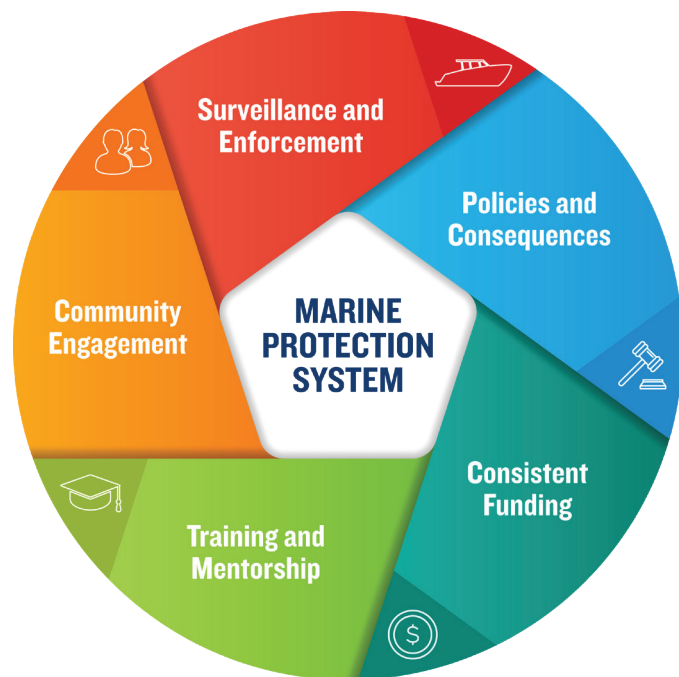 Surveillance and
Enforcement
Policies and
Consequences
Community
Engagement
MARINE
PROTECTION
SYSTEM
Consistent
Funding
Training and
Mentorship
$